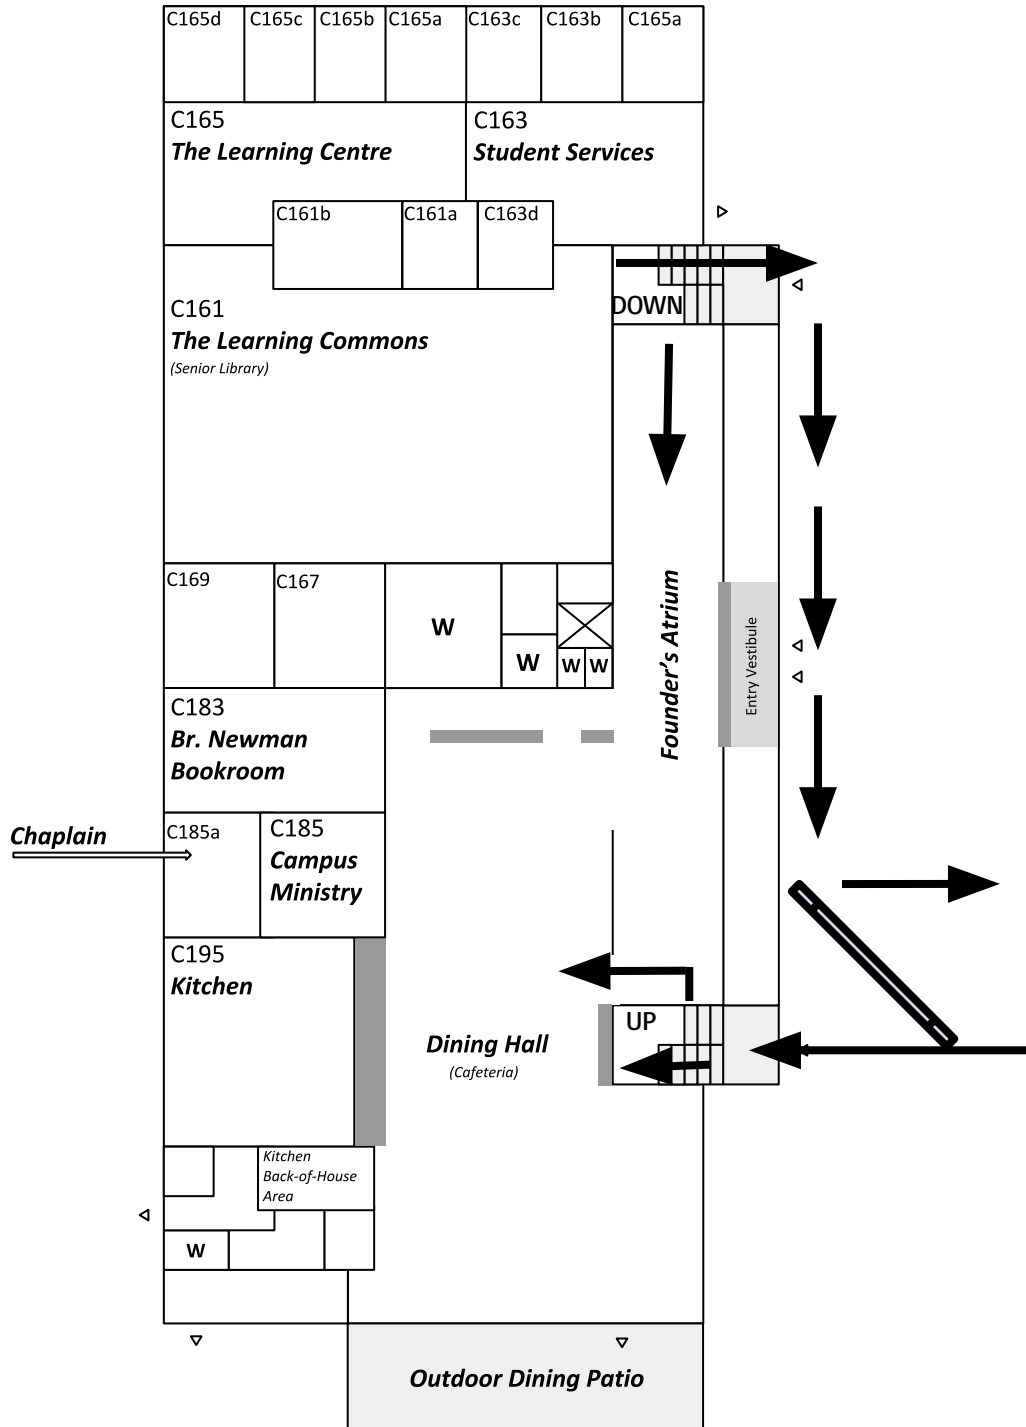 C165d
C165c
C165b
C165a
C163c
C163b
C165a
C165
The Learning Centre
C163
Student Services
C161b
C161a
C163d
C161
The Learning Commons
(Senior Library)
DOWN
C169
C167
W
W
W
W
Founder's Atrium
Entry Vestibule
C183
Br. Newman
Bookroom
Chaplain
C185a
C185
Campus
Ministry
C195
Kitchen
UP
Dining Hall
(Cafeteria)
Kitchen
Back-of-House
Area
W
Outdoor Dining Patio